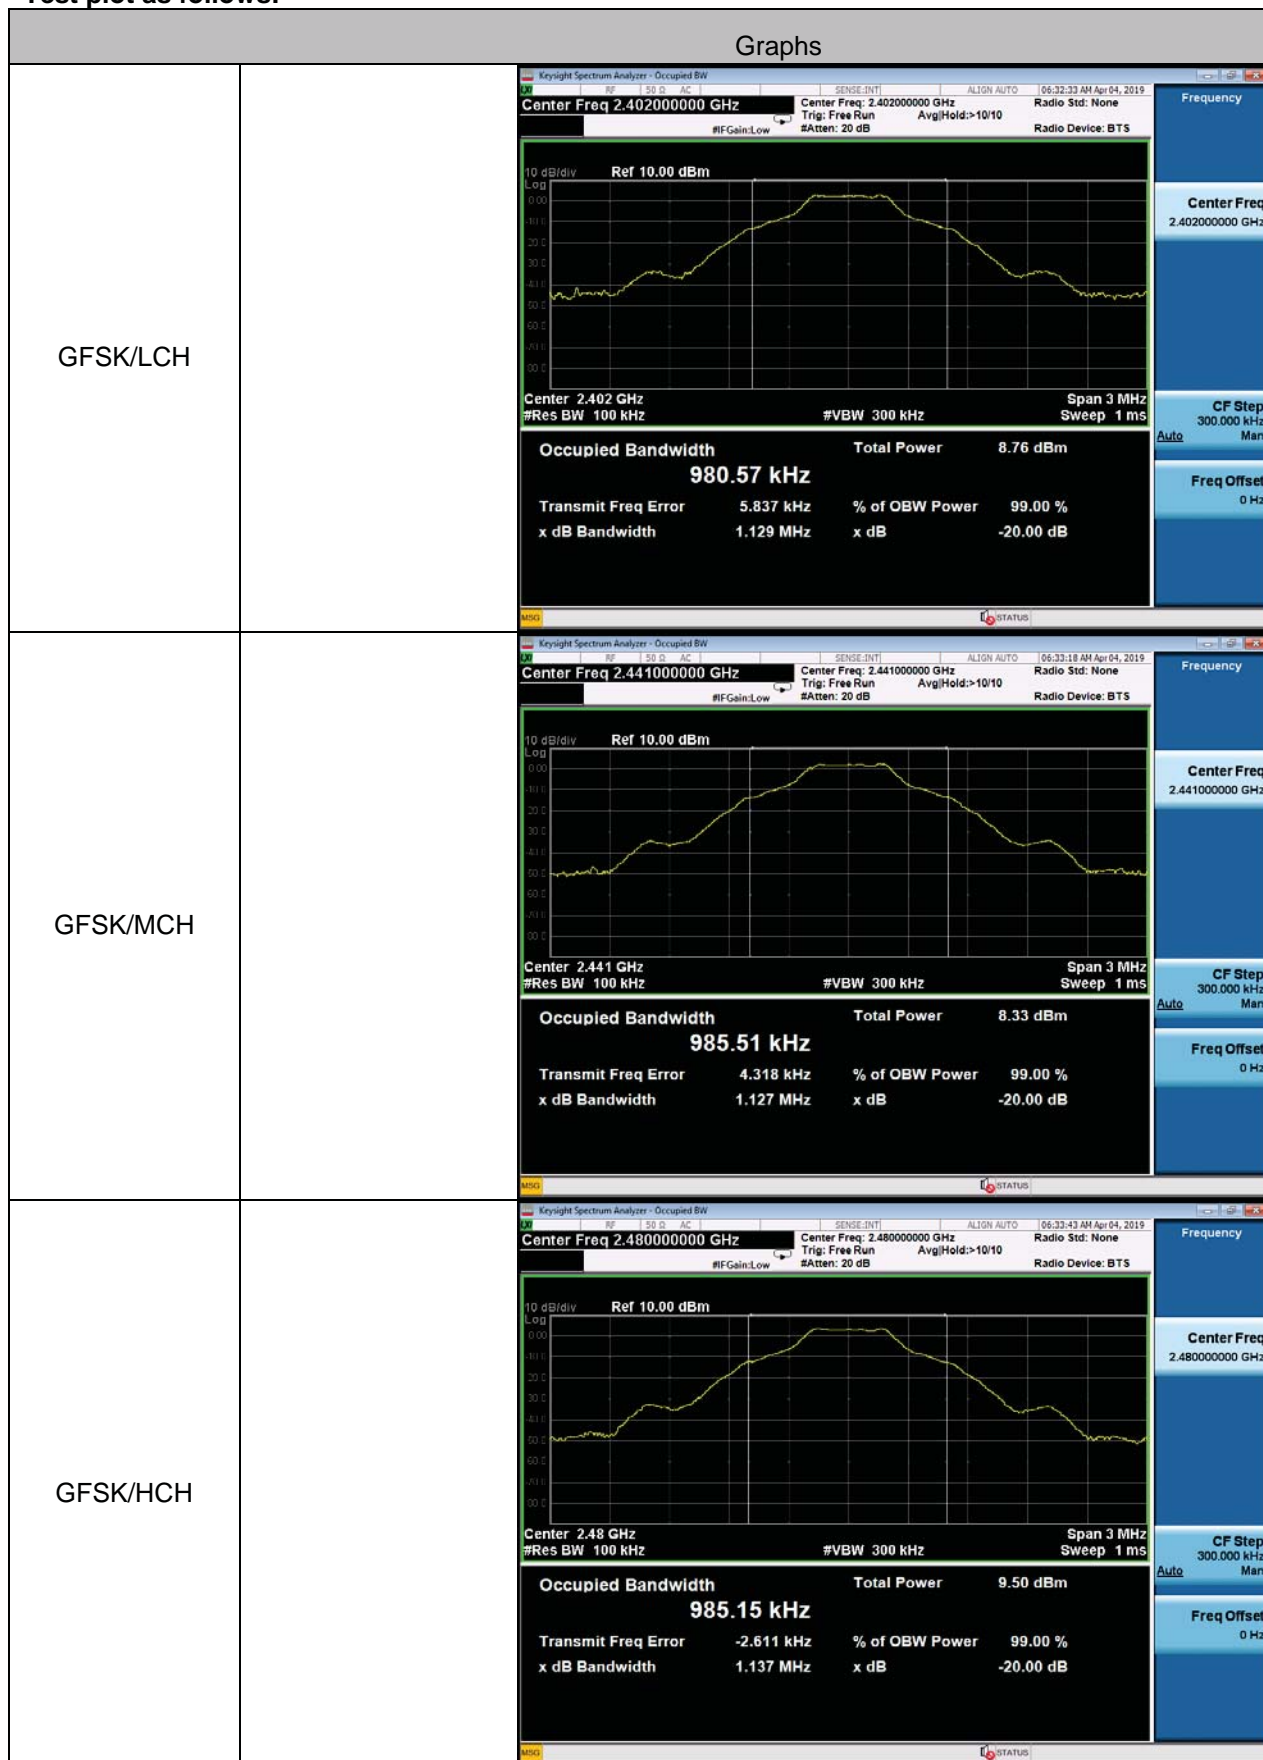 Test plot as follows:
Graphs
GFSK/LCH
Keysight Spectrum Analyzer - Occupied BW
RF 50 Ω AC SENSE:INT ALIGN AUTO 06:32:33 AM Apr 04, 2019
Center Freq 2.402000000 GHz Center Freq: 2.402000000 GHz Radio Std: None Frequency
Trig: Free Run Avg|Hold:>10/10
#IFGain:Low #Atten: 20 dB Radio Device: BTS
10 dB/div Ref 10.00 dBm
Log
Center Freq
2.402000000 GHz
Center 2.402 GHz Span 3 MHz
#Res BW 100 kHz #VBW 300 kHz Sweep 1 ms
CF Step
300.000 kHz
Auto Man
Occupied Bandwidth Total Power 8.76 dBm
980.57 kHz
Transmit Freq Error 5.837 kHz % of OBW Power 99.00 %
x dB Bandwidth 1.129 MHz x dB -20.00 dB
Freq Offset
0 Hz
MSG STATUS
GFSK/MCH
Keysight Spectrum Analyzer - Occupied BW
RF 50 Ω AC SENSE:INT ALIGN AUTO 06:33:18 AM Apr 04, 2019
Center Freq 2.441000000 GHz Center Freq: 2.441000000 GHz Radio Std: None Frequency
Trig: Free Run Avg|Hold:>10/10
#IFGain:Low #Atten: 20 dB Radio Device: BTS
10 dB/div Ref 10.00 dBm
Log
Center Freq
2.441000000 GHz
Center 2.441 GHz Span 3 MHz
#Res BW 100 kHz #VBW 300 kHz Sweep 1 ms
CF Step
300.000 kHz
Auto Man
Occupied Bandwidth Total Power 8.33 dBm
985.51 kHz
Transmit Freq Error 4.318 kHz % of OBW Power 99.00 %
x dB Bandwidth 1.127 MHz x dB -20.00 dB
Freq Offset
0 Hz
MSG STATUS
GFSK/HCH
Keysight Spectrum Analyzer - Occupied BW
RF 50 Ω AC SENSE:INT ALIGN AUTO 06:33:43 AM Apr 04, 2019
Center Freq 2.480000000 GHz Center Freq: 2.480000000 GHz Radio Std: None Frequency
Trig: Free Run Avg|Hold:>10/10
#IFGain:Low #Atten: 20 dB Radio Device: BTS
10 dB/div Ref 10.00 dBm
Log
Center Freq
2.480000000 GHz
Center 2.48 GHz Span 3 MHz
#Res BW 100 kHz #VBW 300 kHz Sweep 1 ms
CF Step
300.000 kHz
Auto Man
Occupied Bandwidth Total Power 9.50 dBm
985.15 kHz
Transmit Freq Error -2.611 kHz % of OBW Power 99.00 %
x dB Bandwidth 1.137 MHz x dB -20.00 dB
Freq Offset
0 Hz
MSG STATUS